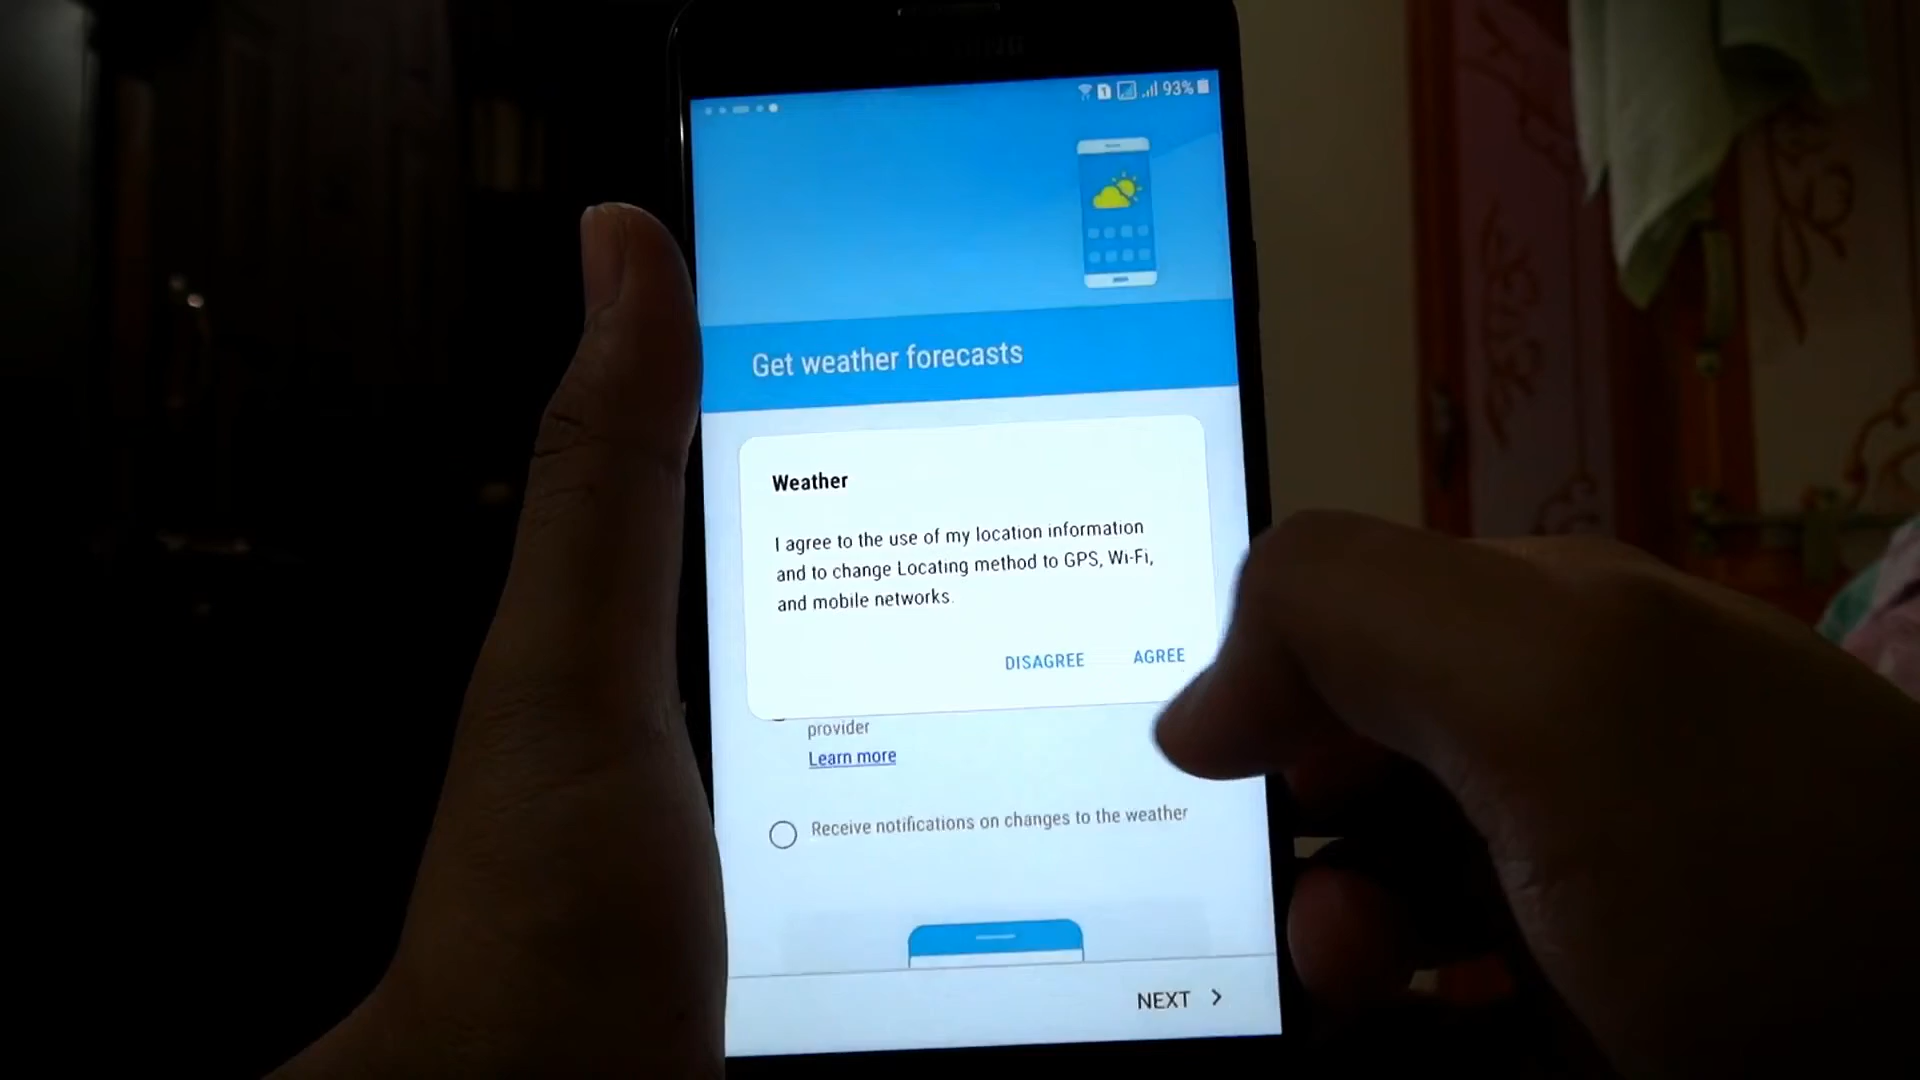 93%
Get weather forecasts
Weather
I agree to the use of my location information
and to change Locating method to GPS, Wi-Fi,
and mobile networks.
DISAGREE AGREE
provider
Learn more
Receive notifications on changes to the weather
NEXT